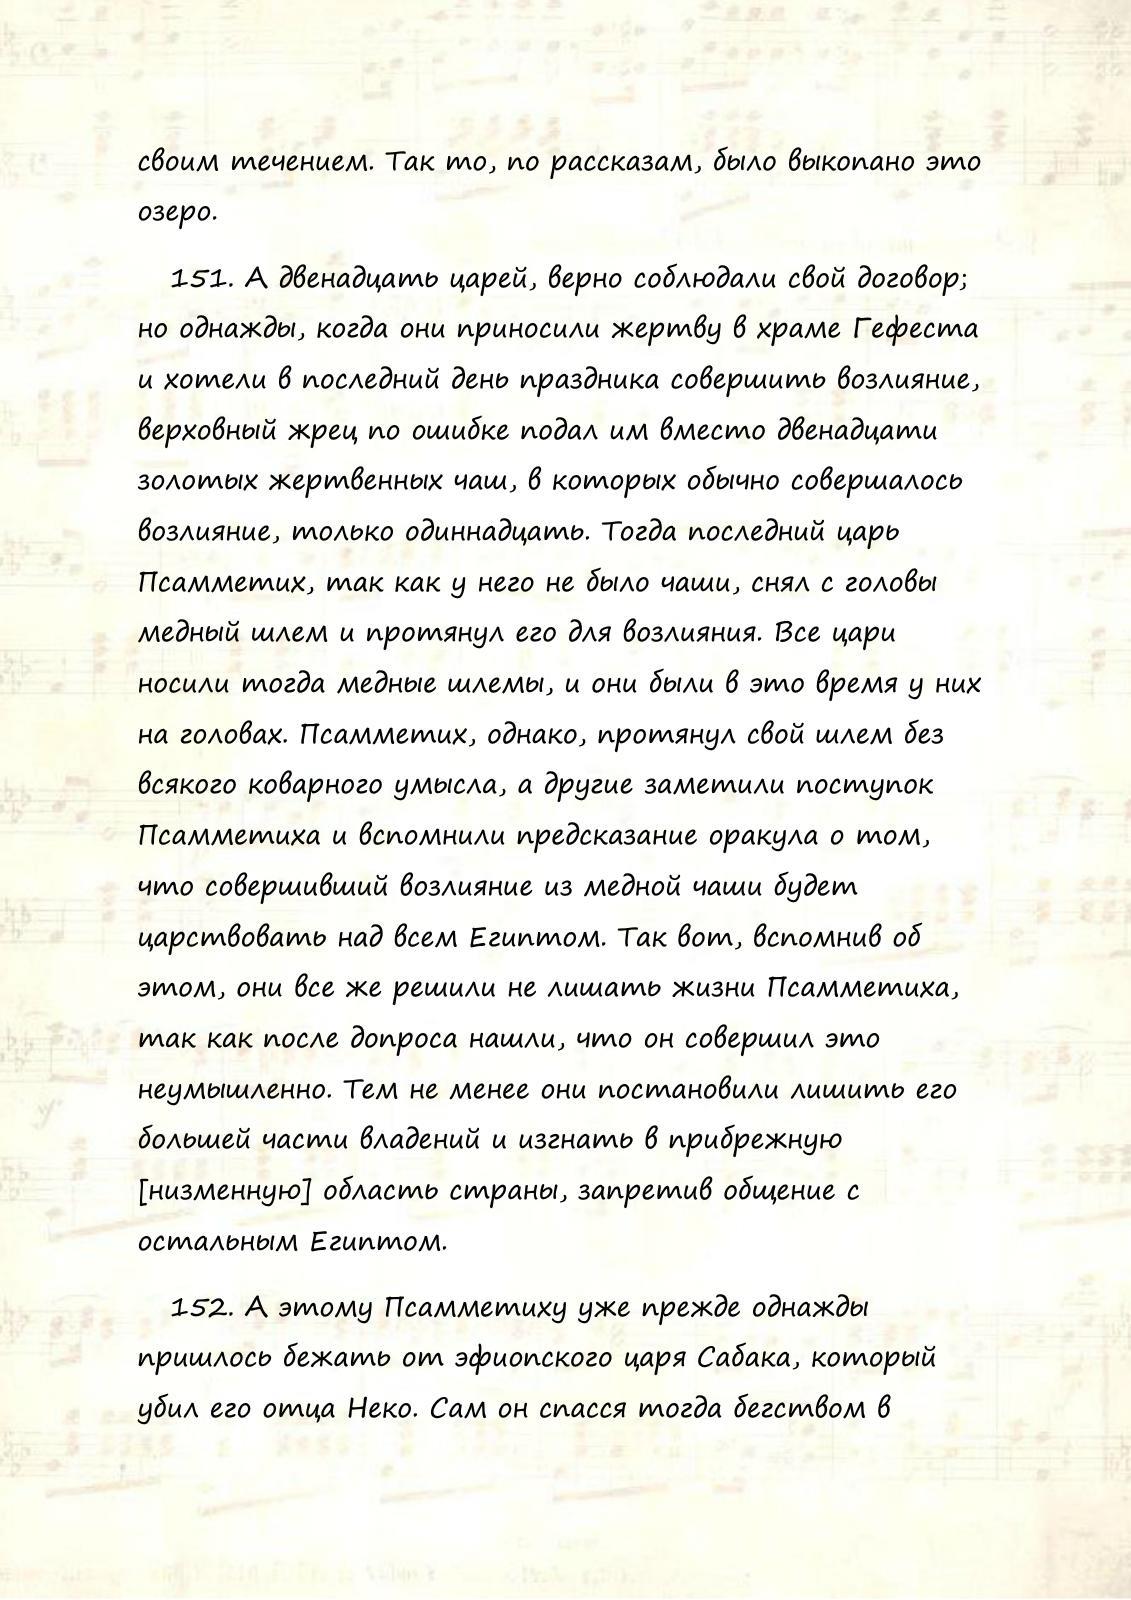 своим течением. Так то, по рассказам, было выкопано это
озеро.
151. А двенадцать царей, верно соблюдали свой договор;
но однажды, когда они приносили жертву в храме Гефеста
и хотели в последний день праздника совершить возлияние,
верховный жрец по ошибке подал им вместо двенадцати
золотых жертвенных чаш, в которых обычно совершалось
возлияние, только одиннадцать. Тогда последний царь
Псамметих, так как у него не было чаши, снял с головы
медный шлем и протянул его для возлияния. Все цари
носили тогда медные шлемы, и они были в это время у них
на головах. Псамметих, однако, протянул свой шлем без
всякого коварного умысла, а другие заметили поступок
Псамметиха и вспомнили предсказание оракула о том,
что совершивший возлияние из медной чаши будет
царствовать над всем Египтом. Так вот, вспомнив об
этом, они все же решили не лишать жизни Псамметиха,
так как после допроса нашли, что он совершил это
неумышленно. Тем не менее они постановили лишить его
большей части владений и изгнать в прибрежную
[низменную] область страны, запретив общение с
остальным Египтом.
152. А этому Псамметиху уже прежде однажды
пришлось бежать от эфиопского царя Сабака, который
убил его отца Неко. Сам он спасся тогда бегством в